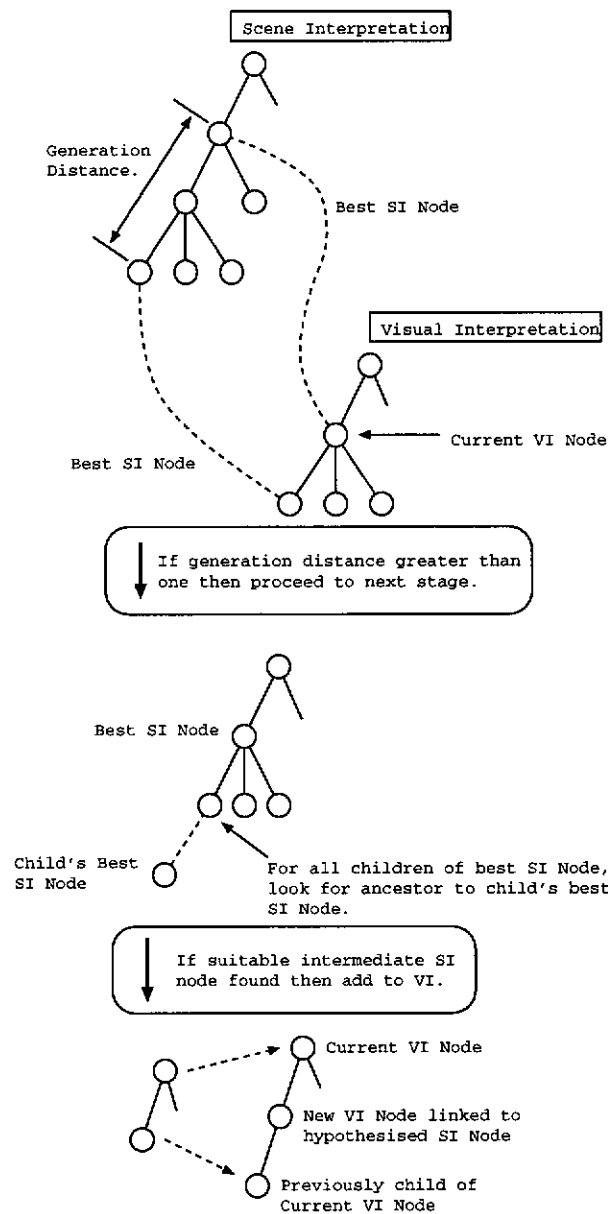 Scene Interpretation
Generation
Distance.
Best SI Node
Visual Interpretation
Current VI Node
Best SI Node
If generation distance greater than
one then proceed to next stage.
Best SI Node
Child's Best
SI Node
For all children of best SI Node,
look for ancestor to child's best
SI Node.
If suitable intermediate SI
node found then add to VI.
Current VI Node
New VI Node linked to
hypothesised SI Node
Previously child of
Current VI Node